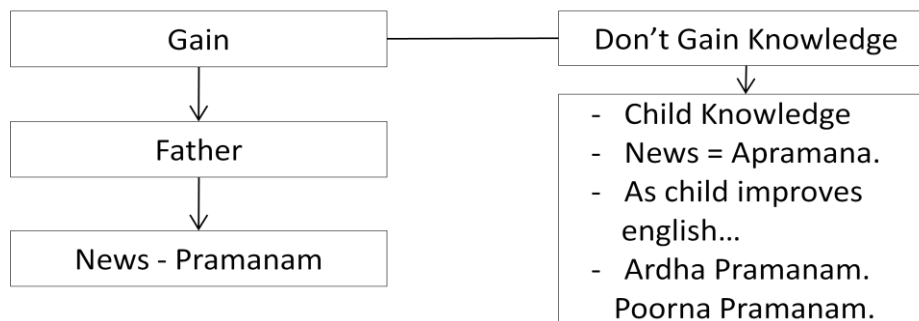 Gain
Don’t Gain Knowledge
Father
News - Pramanam
- Child Knowledge
- News = Apramana.
- As child improves
english...
- Ardha Pramanam.
Poorna Pramanam.